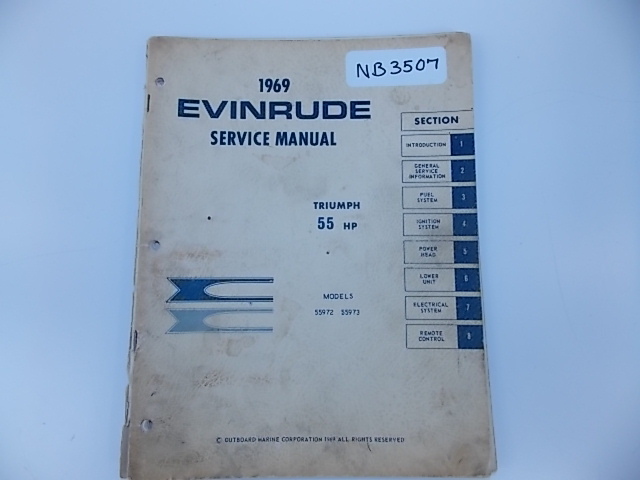 NB3507
1969
EVINRUDE
SERVICE MANUAL
TRIUMPH
55 HP
MODELS
55972 55973
SECTION
INTRODUCTION 1
GENERAL
SERVICE
INFORMATION 2
FUEL
SYSTEM 3
IGNITION
SYSTEM 4
POWER
HEAD 5
LOWER
UNIT 6
ELECTRICAL
SYSTEM 7
REMOTE
CONTROL 8
© OUTBOARD MARINE CORPORATION 1969 ALL RIGHTS RESERVED